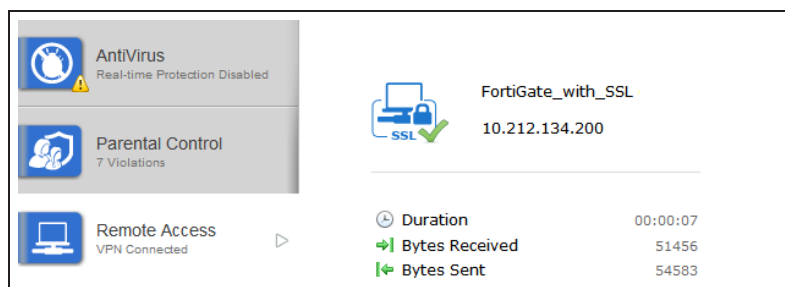 AntiVirus
Real-time Protection Disabled
Parental Control
7 Violations
Remote Access
VPN Connected
SSL
FortiGate_with_SSL
10.212.134.200
Duration 00:00:07
Bytes Received 51456
Bytes Sent 54583